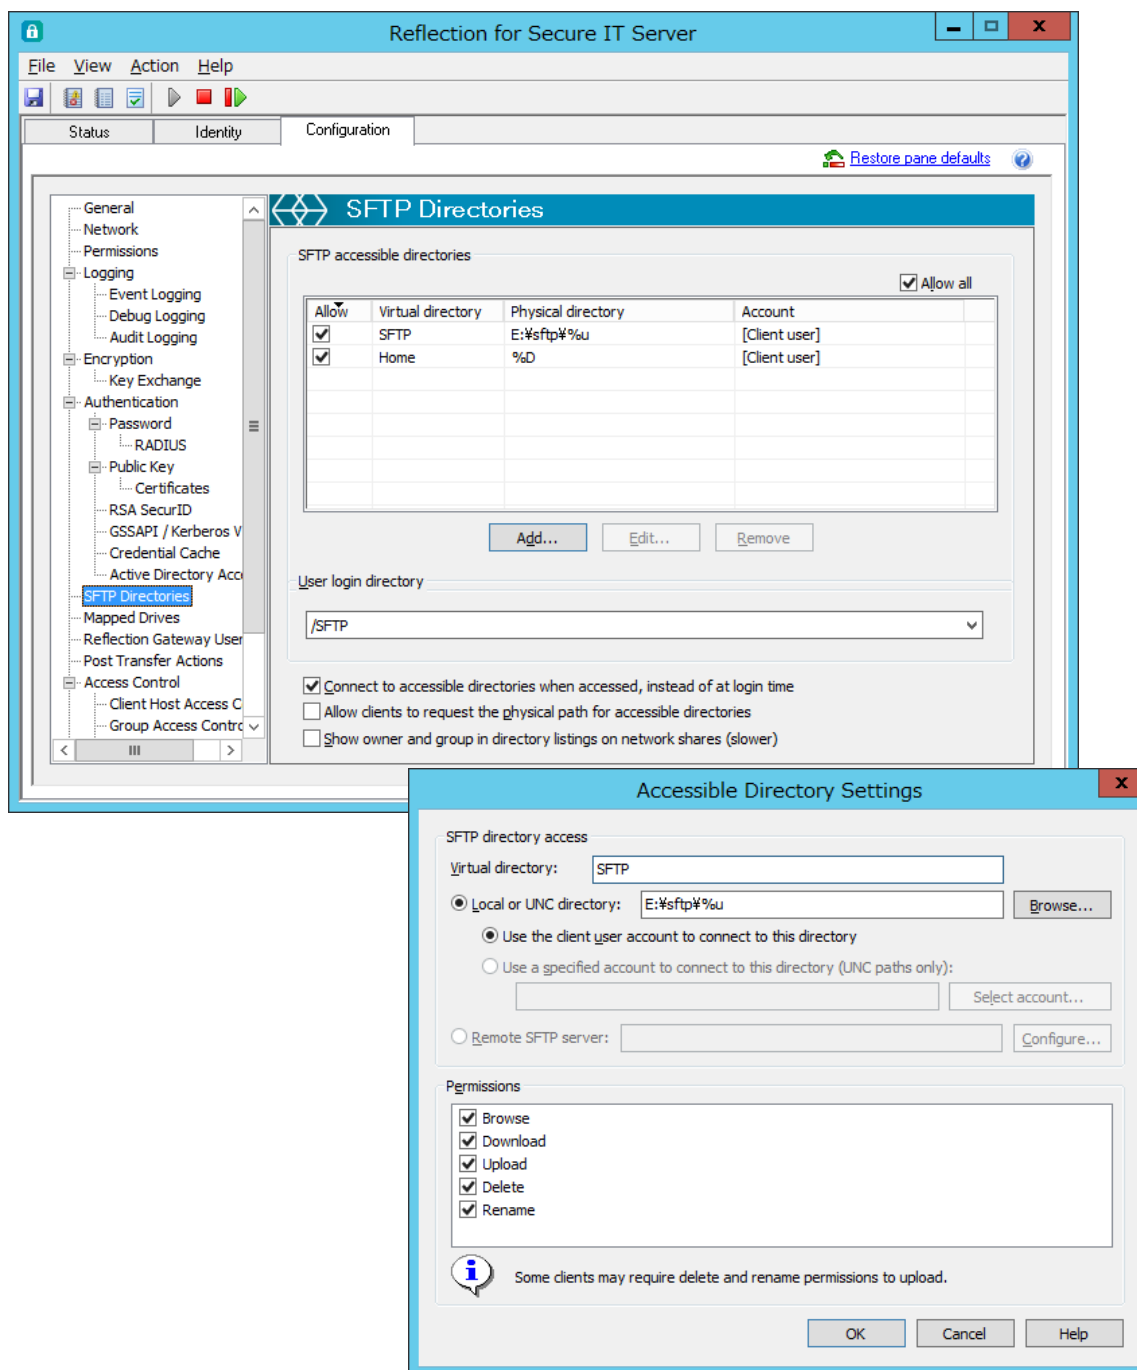 Reflection for Secure IT Server
File View Action Help
Status Identity Configuration
Restore pane defaults
General
Network
Permissions
Logging
Event Logging
Debug Logging
Audit Logging
Encryption
Key Exchange
Authentication
Password
RADIUS
Public Key
Certificates
RSA SecurID
GSSAPI / Kerberos V
Credential Cache
Active Directory Acc
SFTP Directories
Mapped Drives
Reflection Gateway User
Post Transfer Actions
Access Control
Client Host Access C
Group Access Contrc
SFTP Directories
SFTP accessible directories
Allow all
Allow Virtual directory Physical directory Account
SFTP E:¥sftp¥%u [Client user]
Home %D [Client user]
Add... Edit... Remove
User login directory
/SFTP
Connect to accessible directories when accessed, instead of at login time
Allow clients to request the physical path for accessible directories
Show owner and group in directory listings on network shares (slower)
Accessible Directory Settings
SFTP directory access
Virtual directory: SFTP
Local or UNC directory: E:¥sftp¥%u Browse...
Use the client user account to connect to this directory
Use a specified account to connect to this directory (UNC paths only):
Select account...
Remote SFTP server: Configure...
Permissions
Browse
Download
Upload
Delete
Rename
Some clients may require delete and rename permissions to upload.
OK Cancel Help